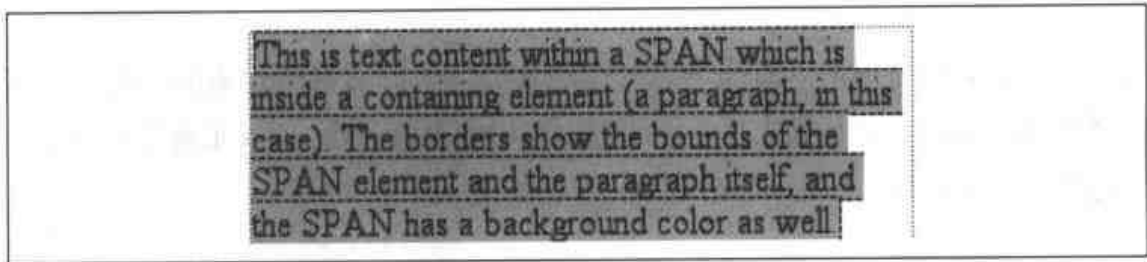 This is text content within a SPAN which is
inside a containing element (a paragraph, in this
case). The borders show the bounds of the
SPAN element and the paragraph itself, and
the SPAN has a background color as well.